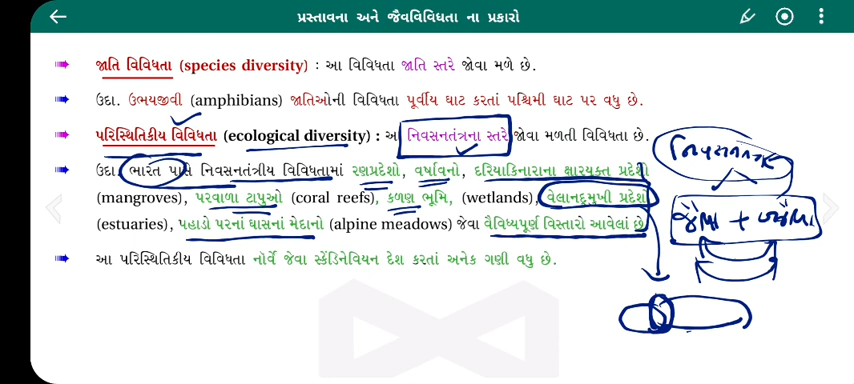 પ્રસ્તાવના અને જૈવવિવિધતા ના પ્રકારો
જાતિ વિવિધતા (species diversity) : આ વિવિધતા જાતિ સ્તરે જોવા મળે છે.
ઉદા. ઉભયજીવી (amphibians) જાતિઓની વિવિધતા પૂર્વીય ઘાટ કરતાં પશ્ચિમી ઘાટ પર વધુ છે.
પરિસ્થિતિકીય વિવિધતા (ecological diversity) : આ નિવસનતંત્રના સ્તરે જોવા મળતી વિવિધતા છે.
ઉદા. ભારત પાસે નિવસનતંત્રીય વિવિધતામાં રણપ્રદેશો, વર્ષાવનો, દરિયાકિનારાના ક્ષારયુક્ત પ્રદેશો
(mangroves), પરવાળા ટાપુઓ (coral reefs), કળણ ભૂમિ, (wetlands), વેલાનદમુખી પ્રદેશો
(estuaries), પહાડો પરનાં ઘાસનાં મેદાનો (alpine meadows) જેવા વૈવિધ્યપૂર્ણ વિસ્તારો આવેલાં છે.
આ પરિસ્થિતિકીય વિવિધતા નૉર્વે જેવા સ્કેંડિનેવિયન દેશ કરતાં અનેક ગણી વધુ છે.